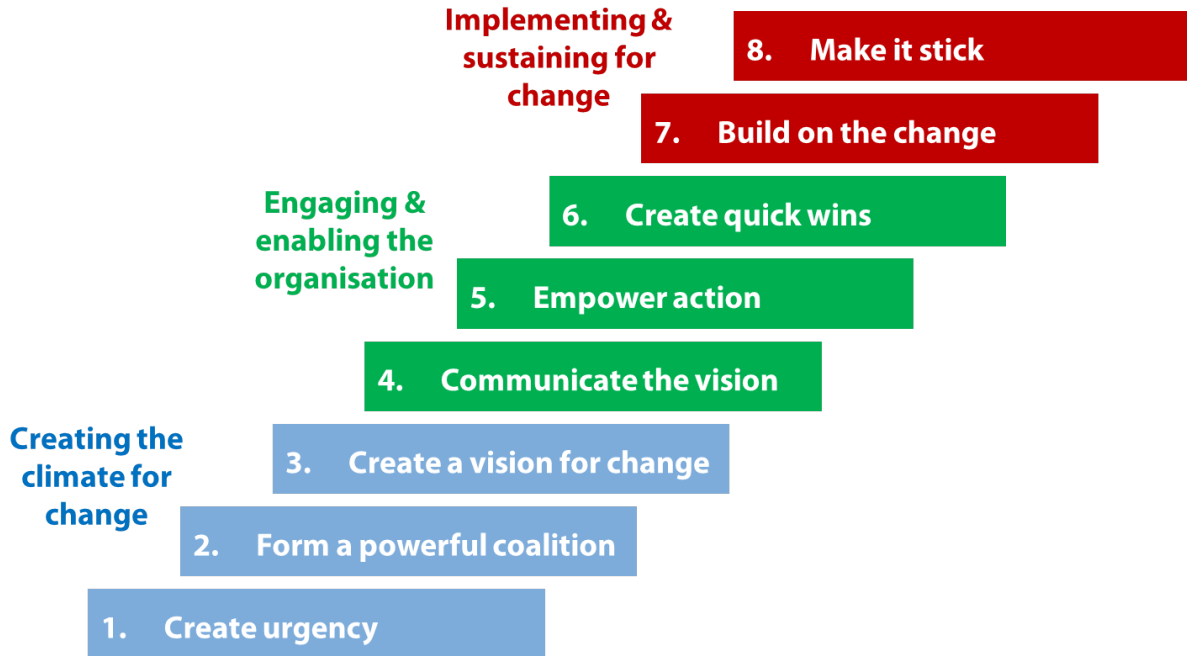 Implementing &
sustaining for
change
8. Make it stick
7. Build on the change
Engaging &
enabling the
organisation
6. Create quick wins
5. Empower action
4. Communicate the vision
Creating the
climate for
change
3. Create a vision for change
2. Form a powerful coalition
1. Create urgency